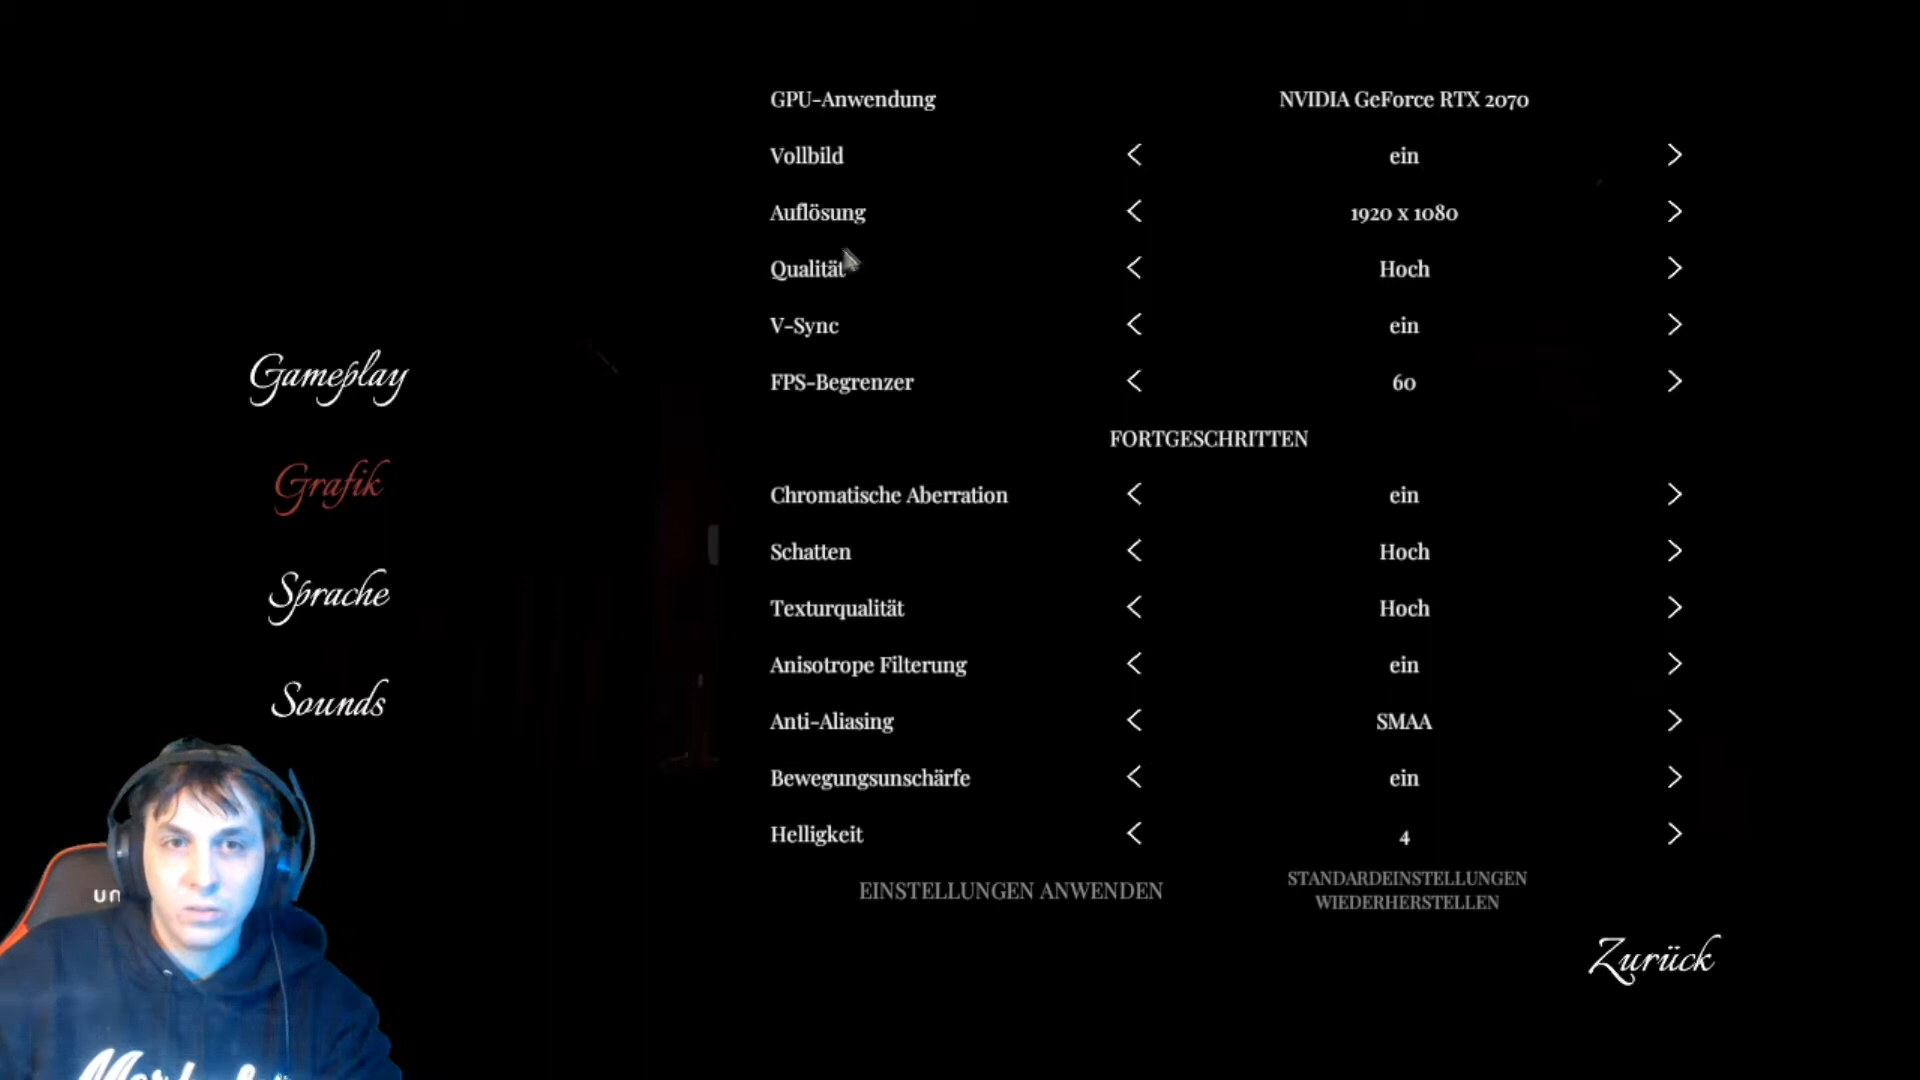 GPU-Anwendung NVIDIA GeForce RTX 2070
Vollbild < ein >
Auflösung < 1920 x 1080 >
Qualität < Hoch >
V-Sync < ein >
FPS-Begrenzer < 60 >
FORTGESCHRITTEN
Chromatische Aberration < ein >
Schatten < Hoch >
Texturqualität < Hoch >
Anisotrope Filterung < ein >
Anti-Aliasing < SMAA >
Bewegungsunschärfe < ein >
Helligkeit < 4 >
EINSTELLUNGEN ANWENDEN
STANDARDEINSTELLUNGEN
WIEDERHERSTELLEN
Zurück
Gameplay
Grafik
Sprache
Sounds
un